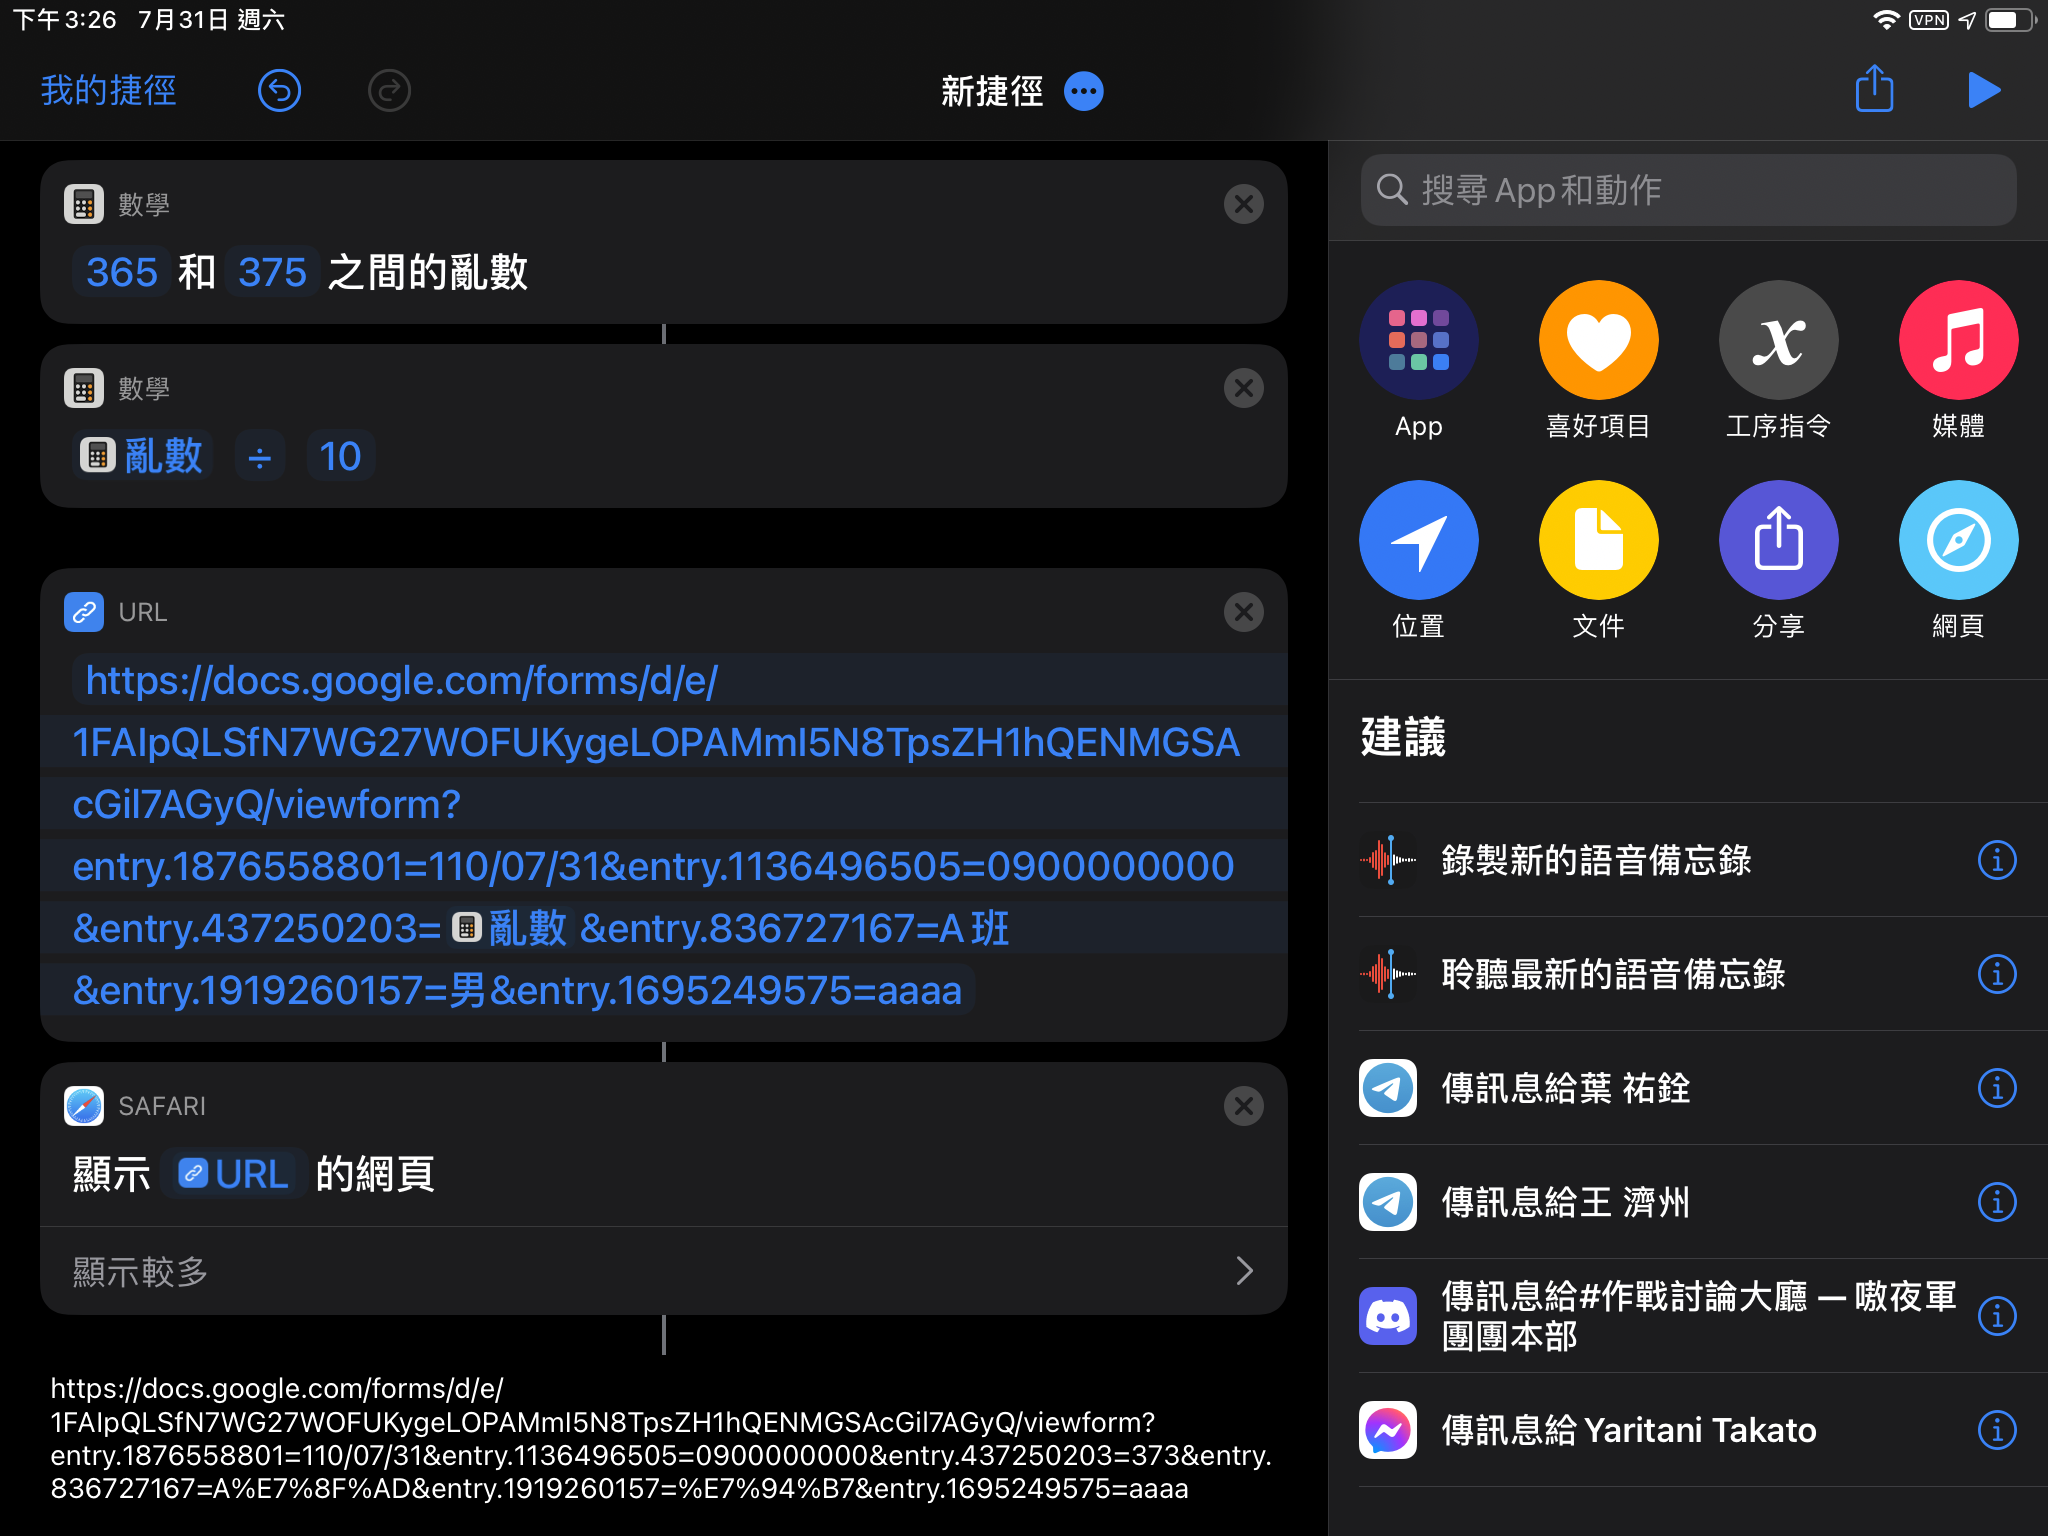 下午3:26 7月31日 週六
VPN
我的捷徑
新捷徑
數學
365 和 375 之間的亂數
數學
亂數 ÷ 10
URL
https://docs.google.com/forms/d/e/
1FAIpQLSfN7WG27WOFUKygeLOPAMmI5N8TpsZH1hQENMGSA
cGil7AGyQ/viewform?
entry.1876558801=110/07/31&entry.1136496505=0900000000
&entry.437250203= 亂數 &entry.836727167=A班
&entry.1919260157=男&entry.1695249575=aaaa
SAFARI
顯示 URL 的網頁
顯示較多
https://docs.google.com/forms/d/e/
1FAIpQLSfN7WG27WOFUKygeLOPAMmI5N8TpsZH1hQENMGSAcGil7AGyQ/viewform?
entry.1876558801=110/07/31&entry.1136496505=0900000000&entry.437250203=373&entry.
836727167=A%E7%8F%AD&entry.1919260157=%E7%94%B7&entry.1695249575=aaaa
搜尋 App 和動作
App
喜好項目
工序指令
媒體
位置
文件
分享
網頁
建議
錄製新的語音備忘錄
聆聽最新的語音備忘錄
傳訊息給葉 祐銓
傳訊息給王 濟州
傳訊息給#作戰討論大廳 — 嗷夜軍
團團本部
傳訊息給 Yaritani Takato